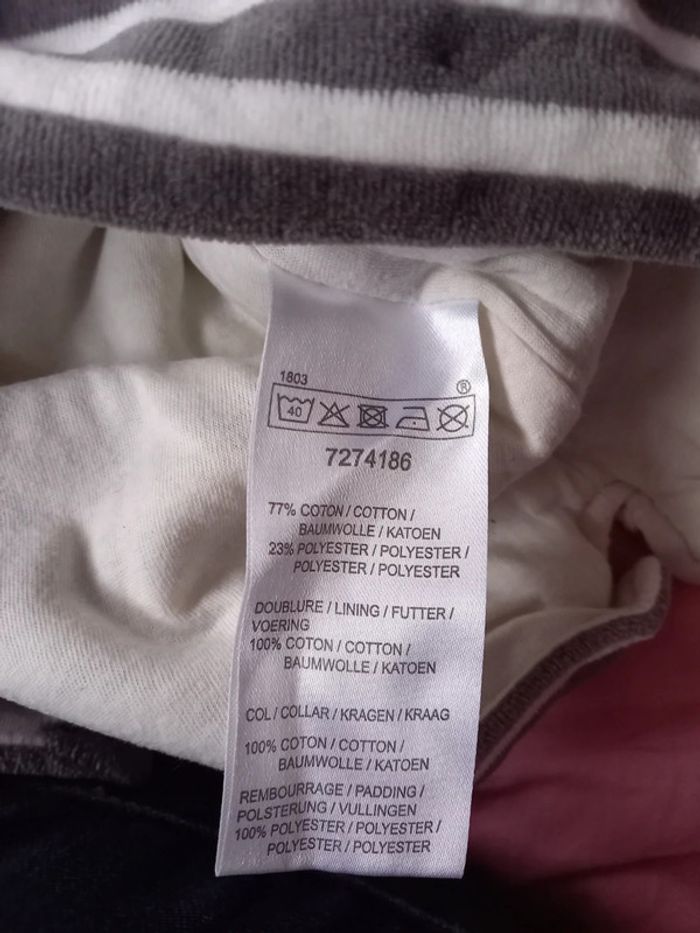 1803
®
40
7274186
77% COTON / COTTON /
BAUMWOLLE / KATOEN
23% POLYESTER / POLYESTER /
POLYESTER / POLYESTER
DOUBLURE / LINING / FUTTER /
VOERING
100% COTON / COTTON /
BAUMWOLLE / KATOEN
COL / COLLAR / KRAGEN / KRAAG
100% COTON / COTTON /
BAUMWOLLE / KATOEN
REMBOURRAGE / PADDING /
POLSTERUNG / VULLINGEN
100% POLYESTER / POLYESTER /
POLYESTER / POLYESTER